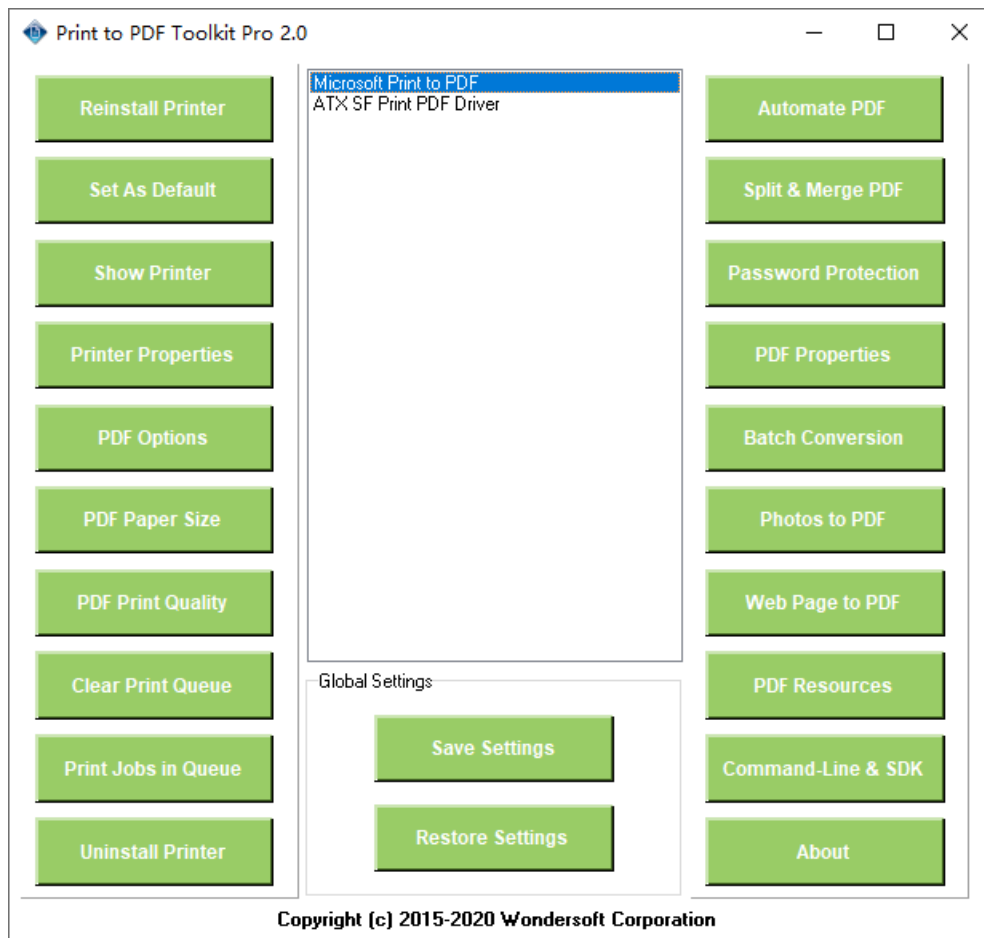 Print to PDF Toolkit Pro 2.0
Reinstall Printer
Set As Default
Show Printer
Printer Properties
PDF Options
PDF Paper Size
PDF Print Quality
Clear Print Queue
Print Jobs in Queue
Uninstall Printer
Microsoft Print to PDF
ATX SF Print PDF Driver
Global Settings
Save Settings
Restore Settings
Automate PDF
Split & Merge PDF
Password Protection
PDF Properties
Batch Conversion
Photos to PDF
Web Page to PDF
PDF Resources
Command-Line & SDK
About
Copyright (c) 2015-2020 Wondersoft Corporation